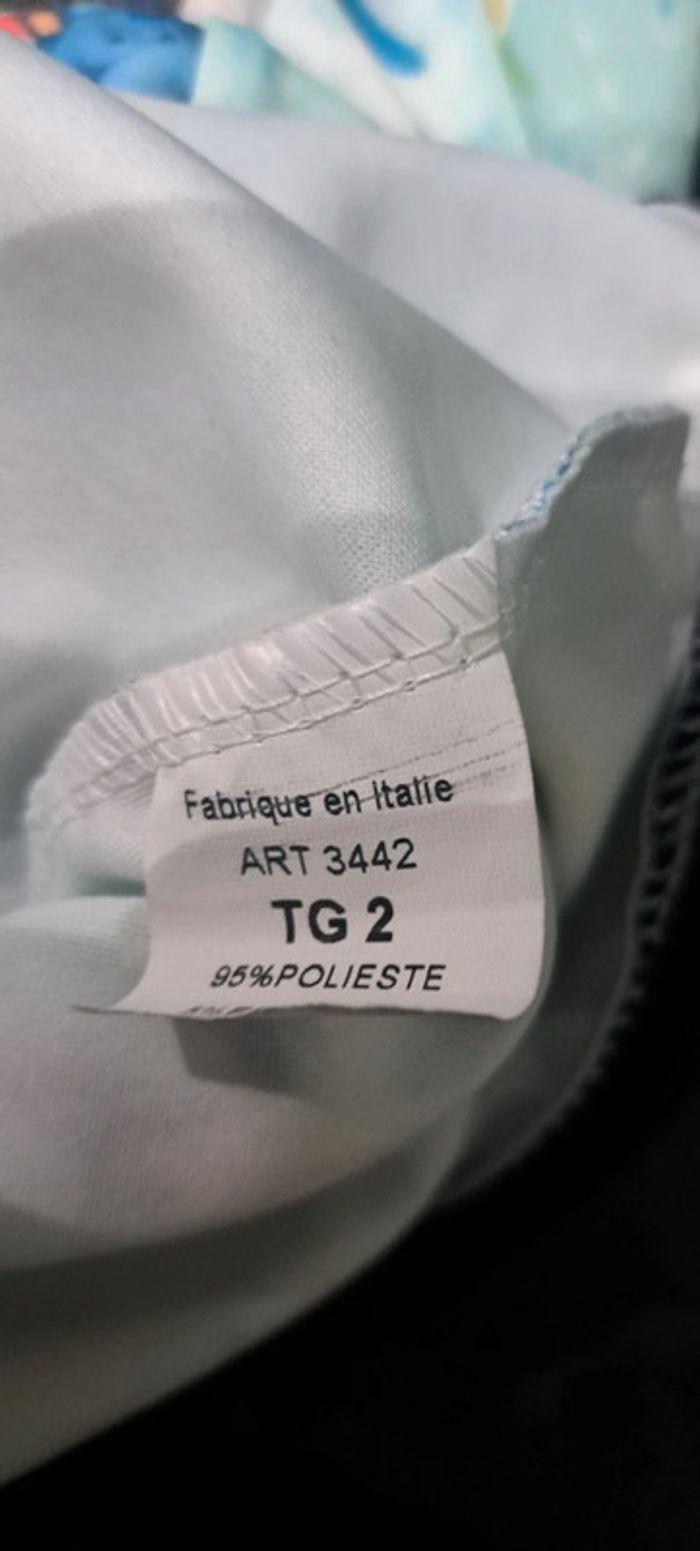 Fabrique en Italie
ART 3442
TG 2
95%POLIESTE